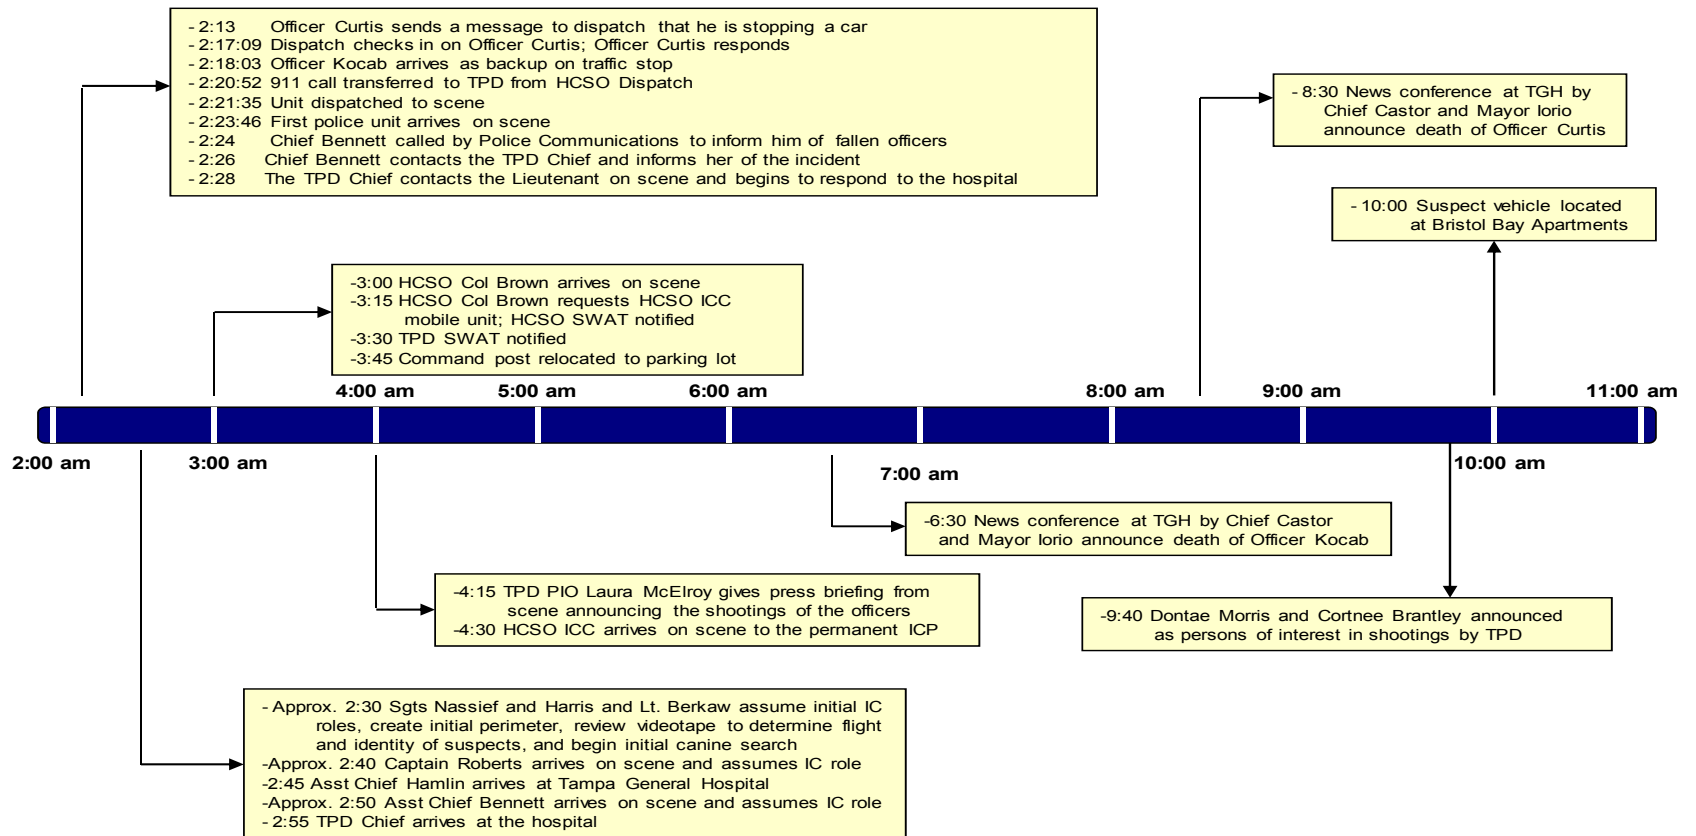 - 2:13 Officer Curtis sends a message to dispatch that he is stopping a car
- 2:17:09 Dispatch checks in on Officer Curtis; Officer Curtis responds
- 2:18:03 Officer Kocab arrives as backup on traffic stop
- 2:20:52 911 call transferred to TPD from HCSO Dispatch
- 2:21:35 Unit dispatched to scene
- 2:23:46 First police unit arrives on scene
- 2:24 Chief Bennett called by Police Communications to inform him of fallen officers
- 2:26 Chief Bennett contacts the TPD Chief and informs her of the incident
- 2:28 The TPD Chief contacts the Lieutenant on scene and begins to respond to the hospital
- 8:30 News conference at TGH by
Chief Castor and Mayor Iorio
announce death of Officer Curtis
- 10:00 Suspect vehicle located
at Bristol Bay Apartments
-3:00 HCSO Col Brown arrives on scene
-3:15 HCSO Col Brown requests HCSO ICC
mobile unit; HCSO SWAT notified
-3:30 TPD SWAT notified
-3:45 Command post relocated to parking lot
4:00 am 5:00 am 6:00 am 8:00 am 9:00 am 11:00 am
2:00 am 3:00 am 7:00 am 10:00 am
-6:30 News conference at TGH by Chief Castor
and Mayor Iorio announce death of Officer Kocab
-4:15 TPD PIO Laura McElroy gives press briefing from
scene announcing the shootings of the officers
-4:30 HCSO ICC arrives on scene to the permanent ICP
-9:40 Dontae Morris and Cortnee Brantley announced
as persons of interest in shootings by TPD
- Approx. 2:30 Sgts Nassief and Harris and Lt. Berkaw assume initial IC
roles, create initial perimeter, review videotape to determine flight
and identity of suspects, and begin initial canine search
-Approx. 2:40 Captain Roberts arrives on scene and assumes IC role
-2:45 Asst Chief Hamlin arrives at Tampa General Hospital
-Approx. 2:50 Asst Chief Bennett arrives on scene and assumes IC role
- 2:55 TPD Chief arrives at the hospital